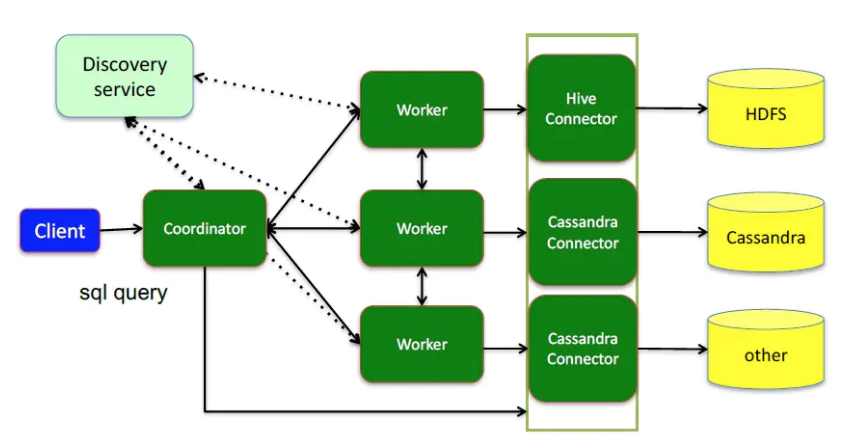 Discovery
service
Worker
Hive
Connector
HDFS
Client
Coordinator
Worker
Cassandra
Connector
Cassandra
sql query
Worker
Cassandra
Connector
other